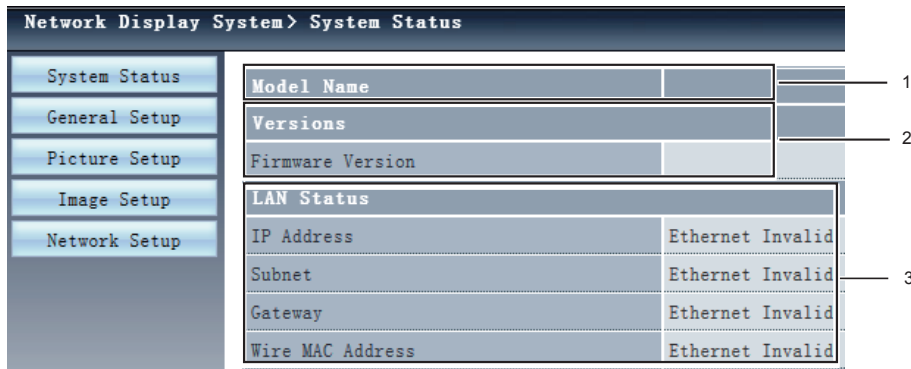 Network Display System> System Status
System Status
General Setup
Picture Setup
Image Setup
Network Setup
Model Name
1
Versions
2
Firmware Version
LAN Status
IP Address Ethernet Invalid
Subnet Ethernet Invalid
3
Gateway Ethernet Invalid
Wire MAC Address Ethernet Invalid